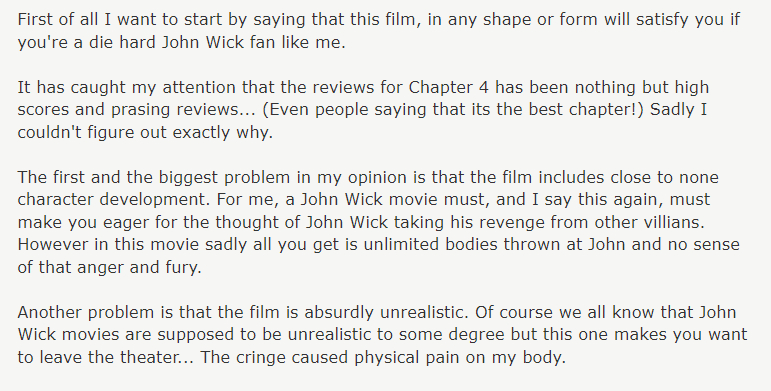 First of all I want to start by saying that this film, in any shape or form will satisfy you if
you're a die hard John Wick fan like me.
It has caught my attention that the reviews for Chapter 4 has been nothing but high
scores and prasing reviews... (Even people saying that its the best chapter!) Sadly I
couldn't figure out exactly why.
The first and the biggest problem in my opinion is that the film includes close to none
character development. For me, a John Wick movie must, and I say this again, must
make you eager for the thought of John Wick taking his revenge from other villians.
However in this movie sadly all you get is unlimited bodies thrown at John and no sense
of that anger and fury.
Another problem is that the film is absurdly unrealistic. Of course we all know that John
Wick movies are supposed to be unrealistic to some degree but this one makes you want
to leave the theater... The cringe caused physical pain on my body.